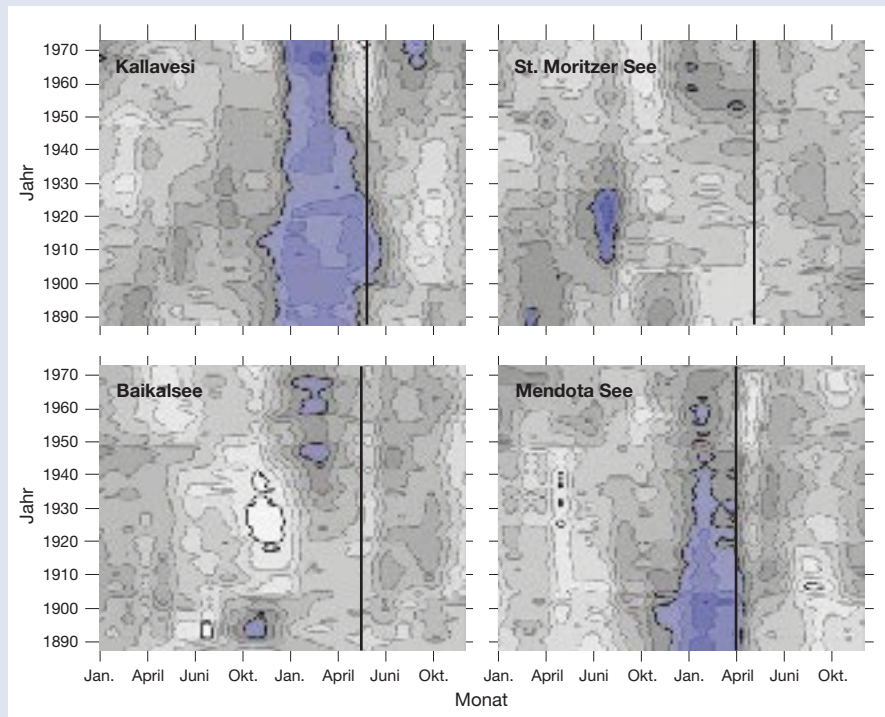 Kallavesi
St. Moritzer See
Jahr
1970
1960
1950
1940
1930
1920
1910
1900
1890
Baikalsee
Mendota See
Jahr
1970
1960
1950
1940
1930
1920
1910
1900
1890
Jan. April Juni Okt. Jan. April Juni Okt. Jan. April Juni Okt. Jan. April Juni Okt.
Monat